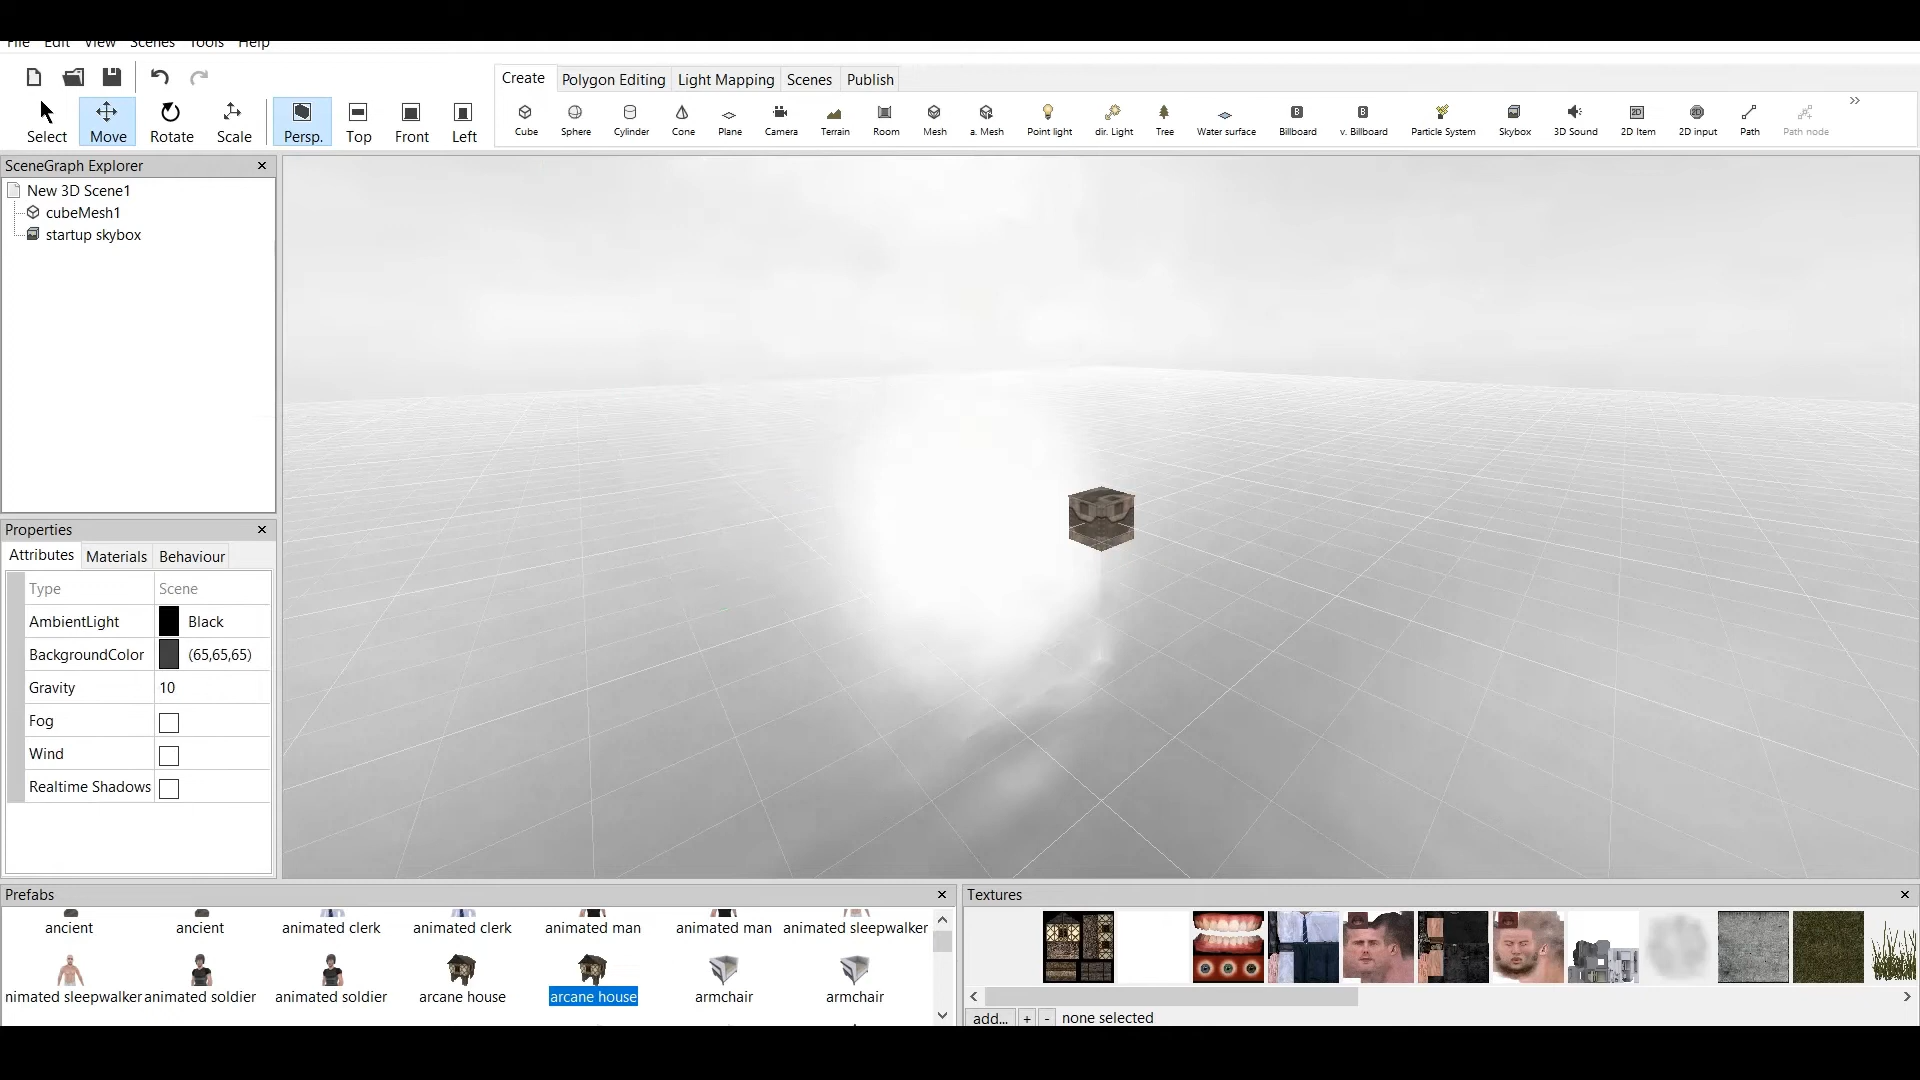 File Edit View Scenes Tools Help
Create Polygon Editing Light Mapping Scenes Publish
Select Move Rotate Scale Persp. Top Front Left
Cube Sphere Cylinder Cone Plane Camera Terrain Room Mesh a. Mesh Point light dir. Light Tree Water surface Billboard v. Billboard Particle System Skybox 3D Sound 2D Item 2D input Path Path node
SceneGraph Explorer
New 3D Scene1
cubeMesh1
startup skybox
Properties
Attributes Materials Behaviour
Type Scene
AmbientLight Black
BackgroundColor (65,65,65)
Gravity 10
Fog
Wind
Realtime Shadows
Prefabs
ancient ancient animated clerk animated clerk animated man animated man animated sleepwalker
nimated sleepwalker animated soldier animated soldier arcane house arcane house armchair armchair
Textures
add... + - none selected